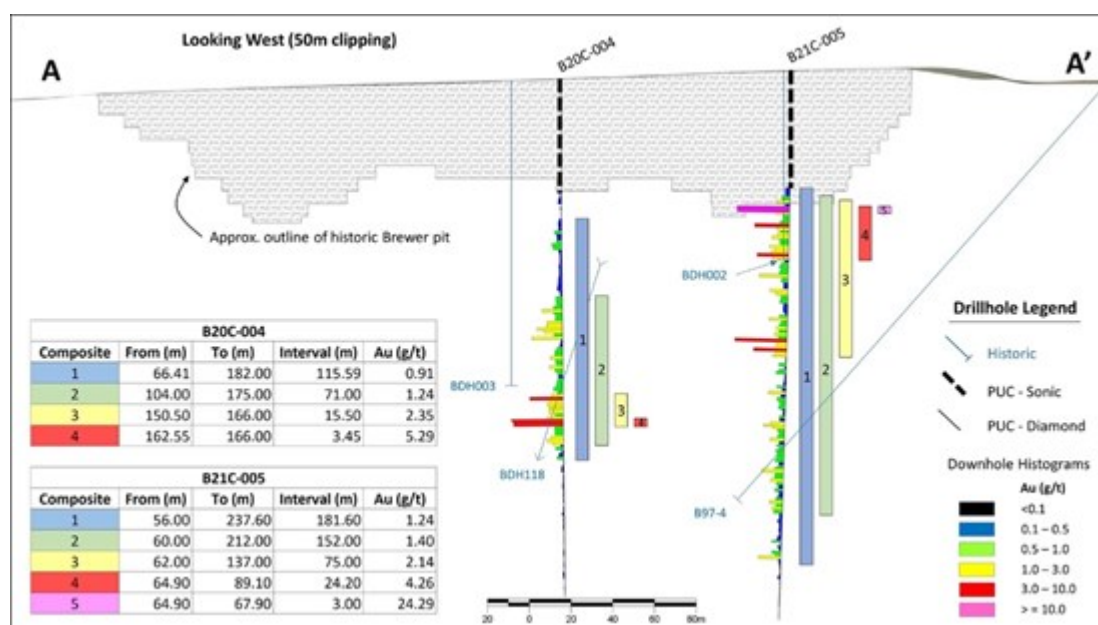 Looking West (50m clipping)
A
B20C-004
B21C-005
A'
Approx. outline of historic Brewer pit
BDH002
BDH003
BDH118
B97-4
1
2
3
4
1
2
3
4
5
B20C-004
Composite From (m) To (m) Interval (m) Au (g/t)
1 66.41 182.00 115.59 0.91
2 104.00 175.00 71.00 1.24
3 150.50 166.00 15.50 2.35
4 162.55 166.00 3.45 5.29
B21C-005
Composite From (m) To (m) Interval (m) Au (g/t)
1 56.00 237.60 181.60 1.24
2 60.00 212.00 152.00 1.40
3 62.00 137.00 75.00 2.14
4 64.90 89.10 24.20 4.26
5 64.90 67.90 3.00 24.29
Drillhole Legend
Historic
PUC - Sonic
PUC - Diamond
Downhole Histograms
Au (g/t)
<0.1
0.1 – 0.5
0.5 – 1.0
1.0 – 3.0
3.0 – 10.0
> = 10.0
20 0 20 40 60 80m